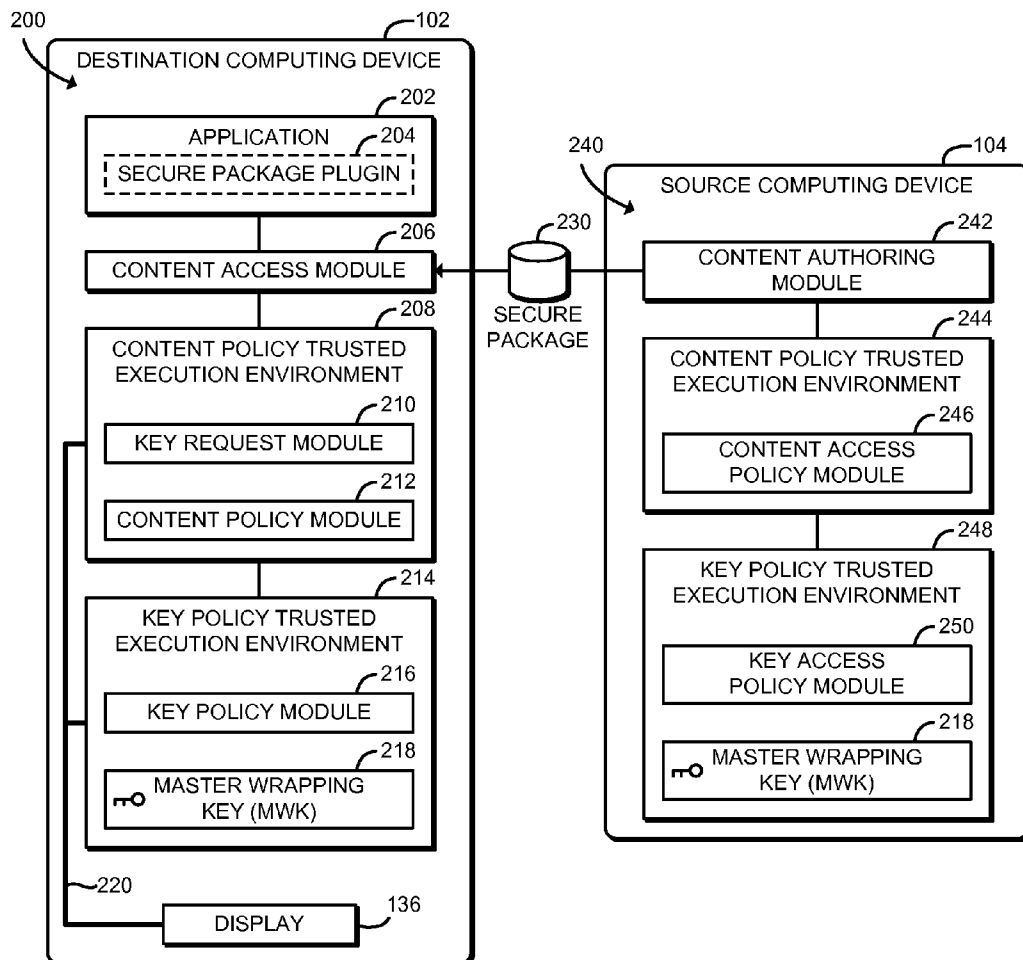 200
102
DESTINATION COMPUTING DEVICE
202
APPLICATION
204
SECURE PACKAGE PLUGIN
206
CONTENT ACCESS MODULE
208
CONTENT POLICY TRUSTED
EXECUTION ENVIRONMENT
210
KEY REQUEST MODULE
212
CONTENT POLICY MODULE
214
KEY POLICY TRUSTED
EXECUTION ENVIRONMENT
216
KEY POLICY MODULE
218
MASTER WRAPPING
KEY (MWK)
220
DISPLAY
136
230
SECURE
PACKAGE
240
104
SOURCE COMPUTING DEVICE
242
CONTENT AUTHORING
MODULE
244
CONTENT POLICY TRUSTED
EXECUTION ENVIRONMENT
246
CONTENT ACCESS
POLICY MODULE
248
KEY POLICY TRUSTED
EXECUTION ENVIRONMENT
250
KEY ACCESS
POLICY MODULE
218
MASTER WRAPPING
KEY (MWK)